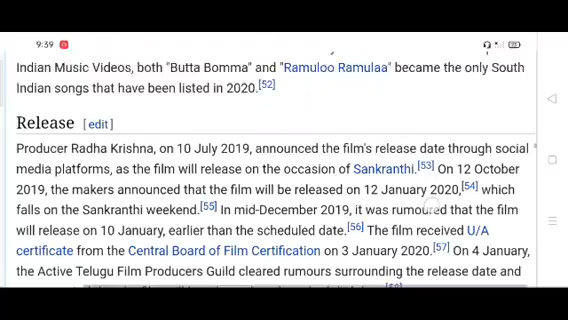 9:39
Indian Music Videos, both "Butta Bomma" and "Ramuloo Ramulaa" became the only South
Indian songs that have been listed in 2020.[52]
Release [edit]
Producer Radha Krishna, on 10 July 2019, announced the film's release date through social
media platforms, as the film will release on the occasion of Sankranthi.[53] On 12 October
2019, the makers announced that the film will be released on 12 January 2020,[54] which
falls on the Sankranthi weekend.[55] In mid-December 2019, it was rumoured that the film
will release on 10 January, earlier than the scheduled date.[56] The film received U/A
certificate from the Central Board of Film Certification on 3 January 2020.[57] On 4 January,
the Active Telugu Film Producers Guild cleared rumours surrounding the release date and